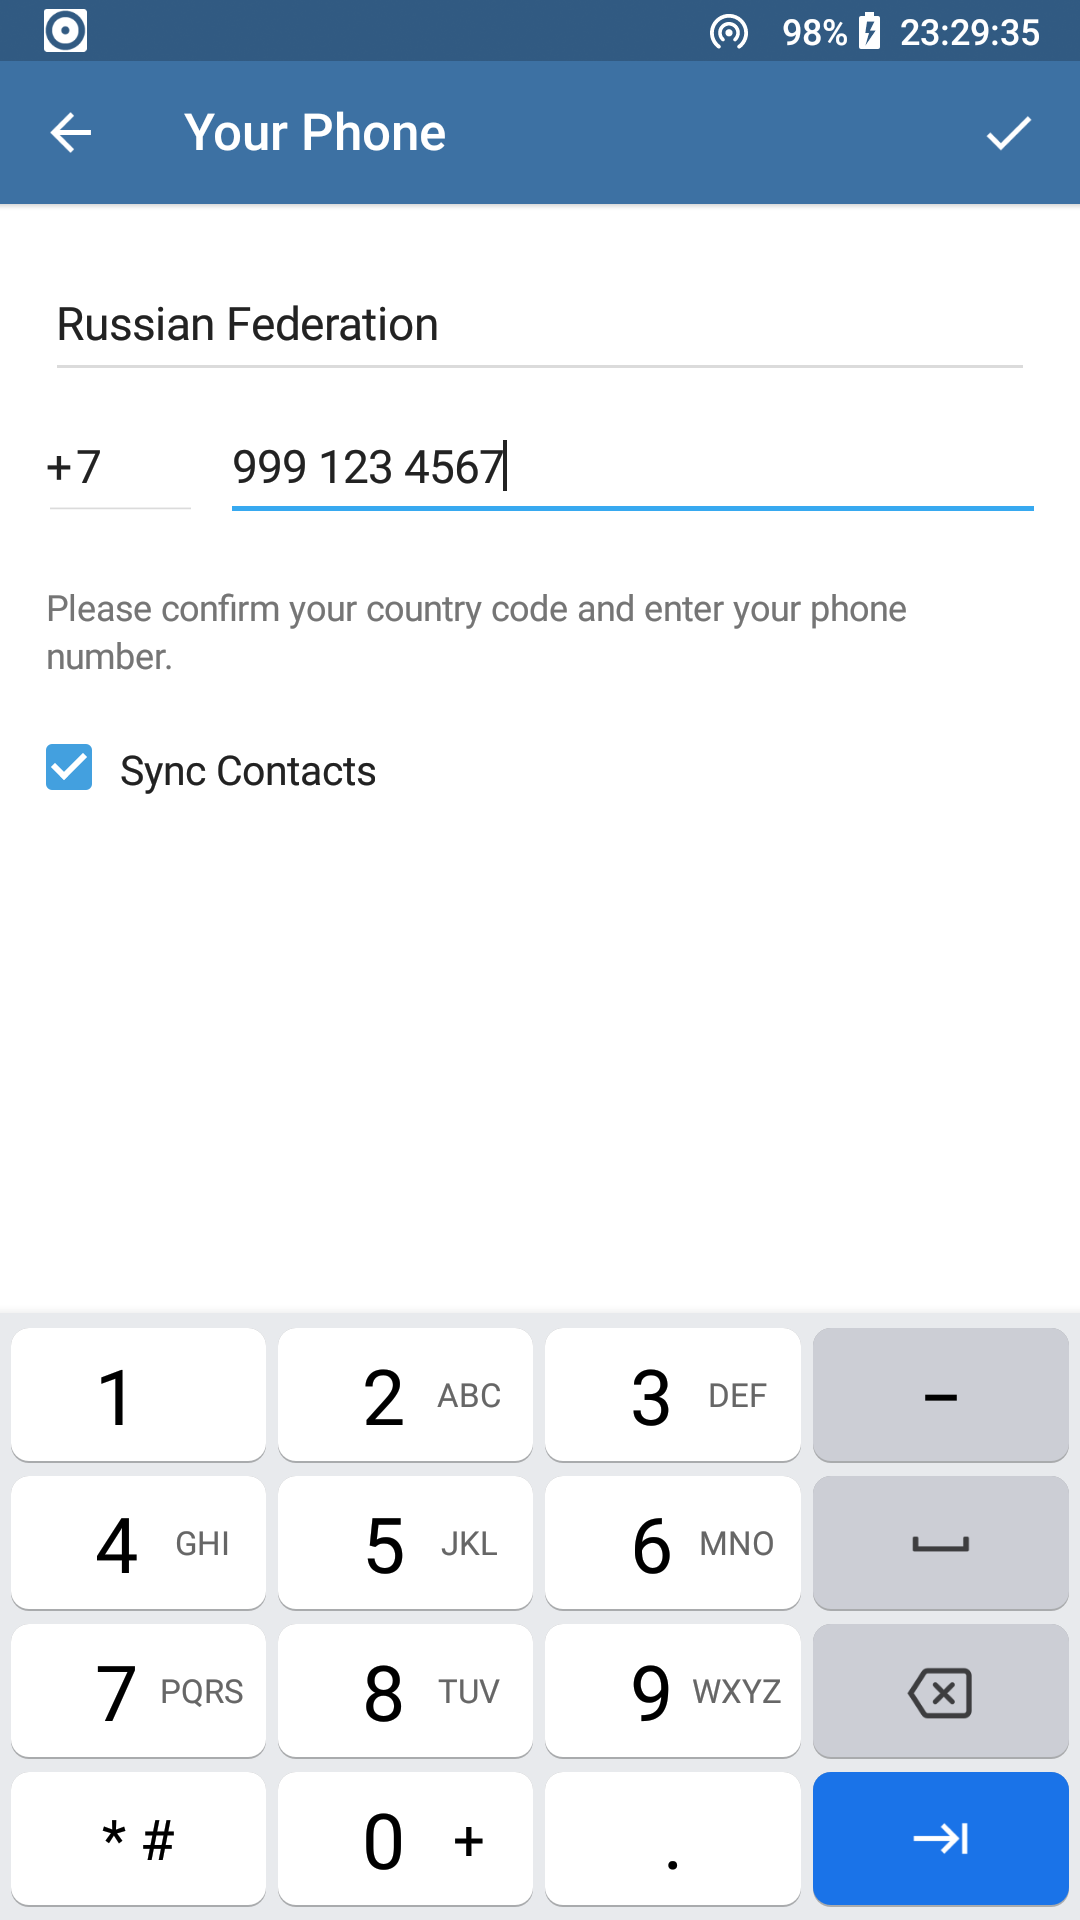 98% 23:29:35
Your Phone
Russian Federation
+7 999 123 4567
Please confirm your country code and enter your phone
number.
Sync Contacts
1 2 ABC 3 DEF –
4 GHI 5 JKL 6 MNO
7 PQRS 8 TUV 9 WXYZ
* # 0 + .